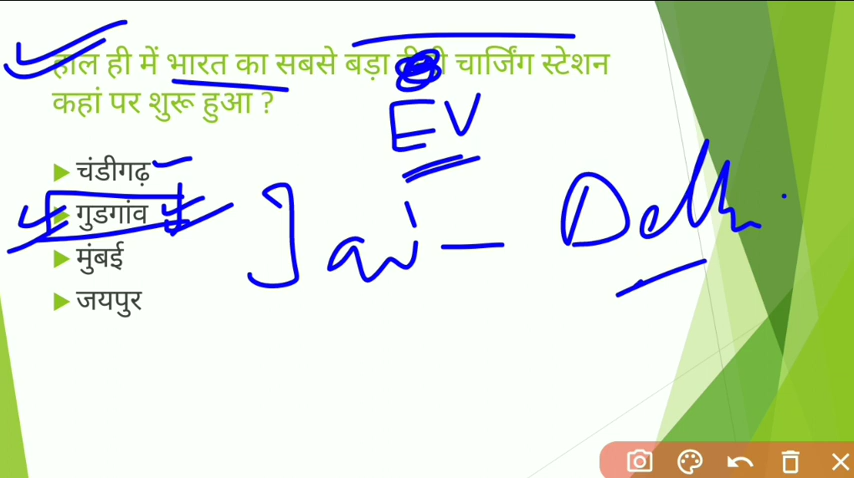 हाल ही में भारत का सबसे बड़ा चार्जिंग स्टेशन
कहां पर शुरू हुआ ?
EV
चंडीगढ़
गुडगांव
मुंबई
जयपुर
Jai - Delhi